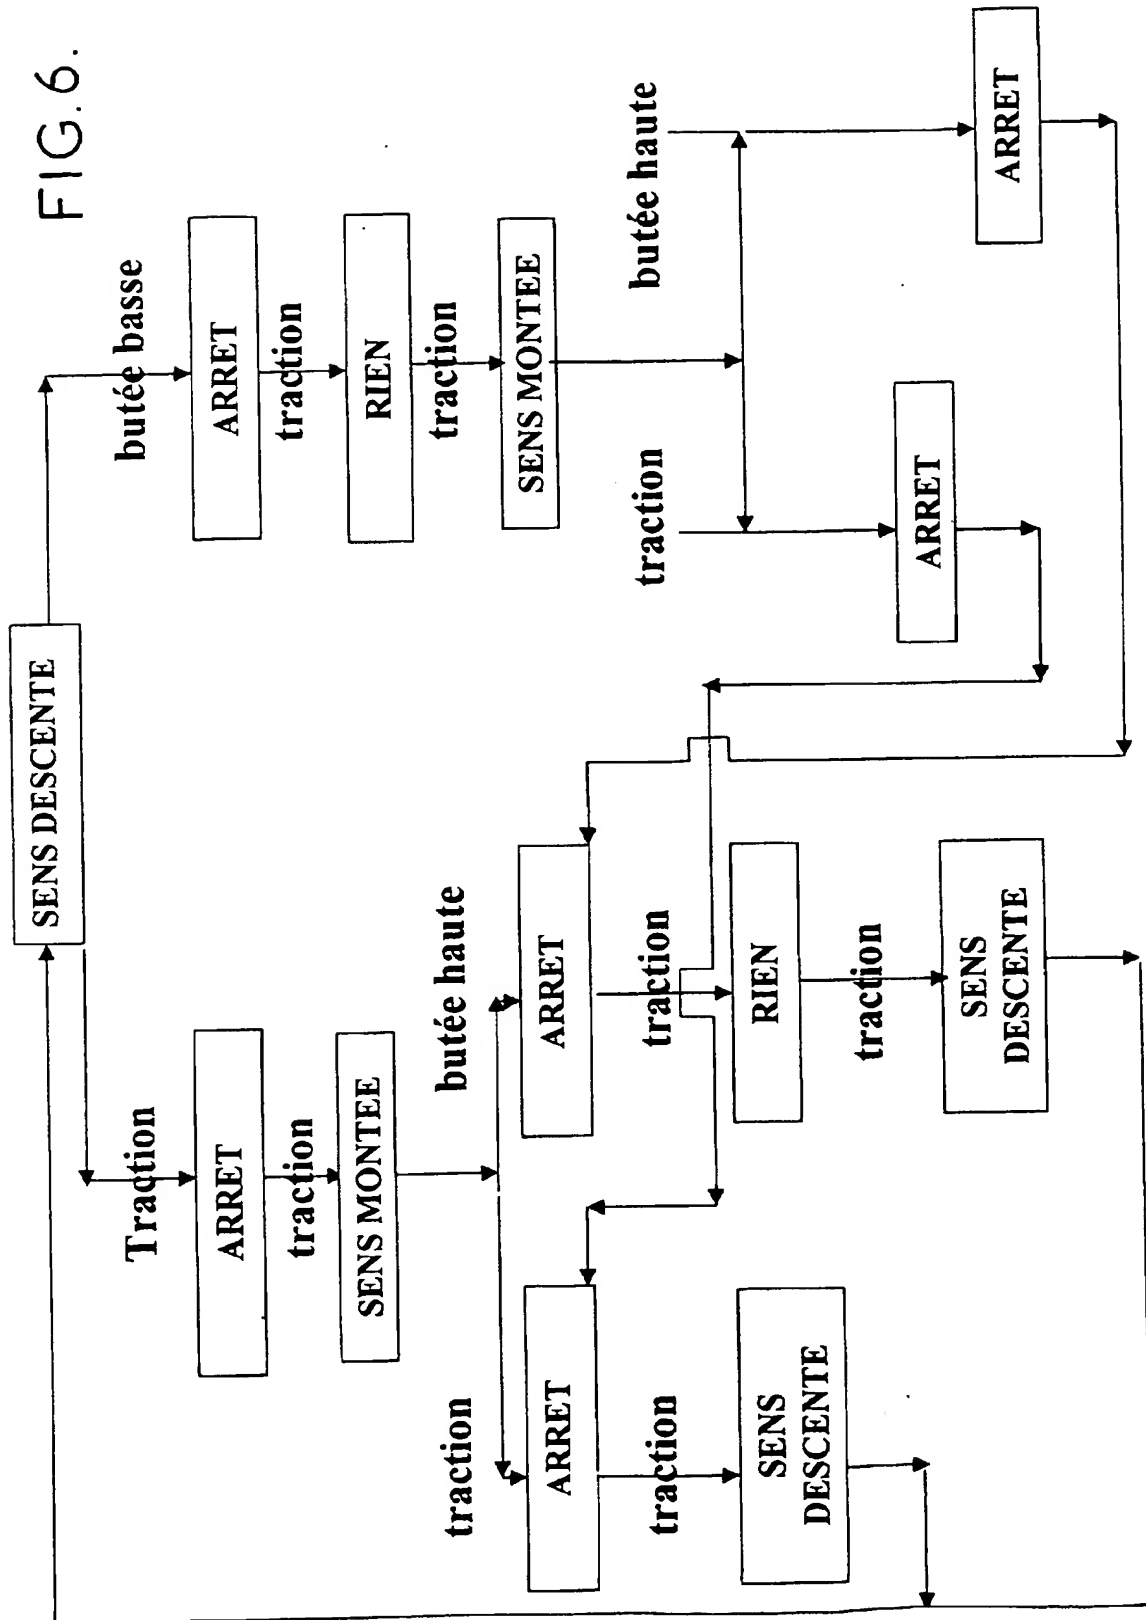 FIG.6.
SENS DESCENTE
Traction
butée basse
ARRET
ARRET
traction
traction
SENS MONTEE
RIEN
traction
butée haute
traction
ARRET
ARRET
SENS MONTEE
traction
traction
traction
butée haute
SENS
DESCENTE
RIEN
traction
ARRET
SENS
DESCENTE
ARRET